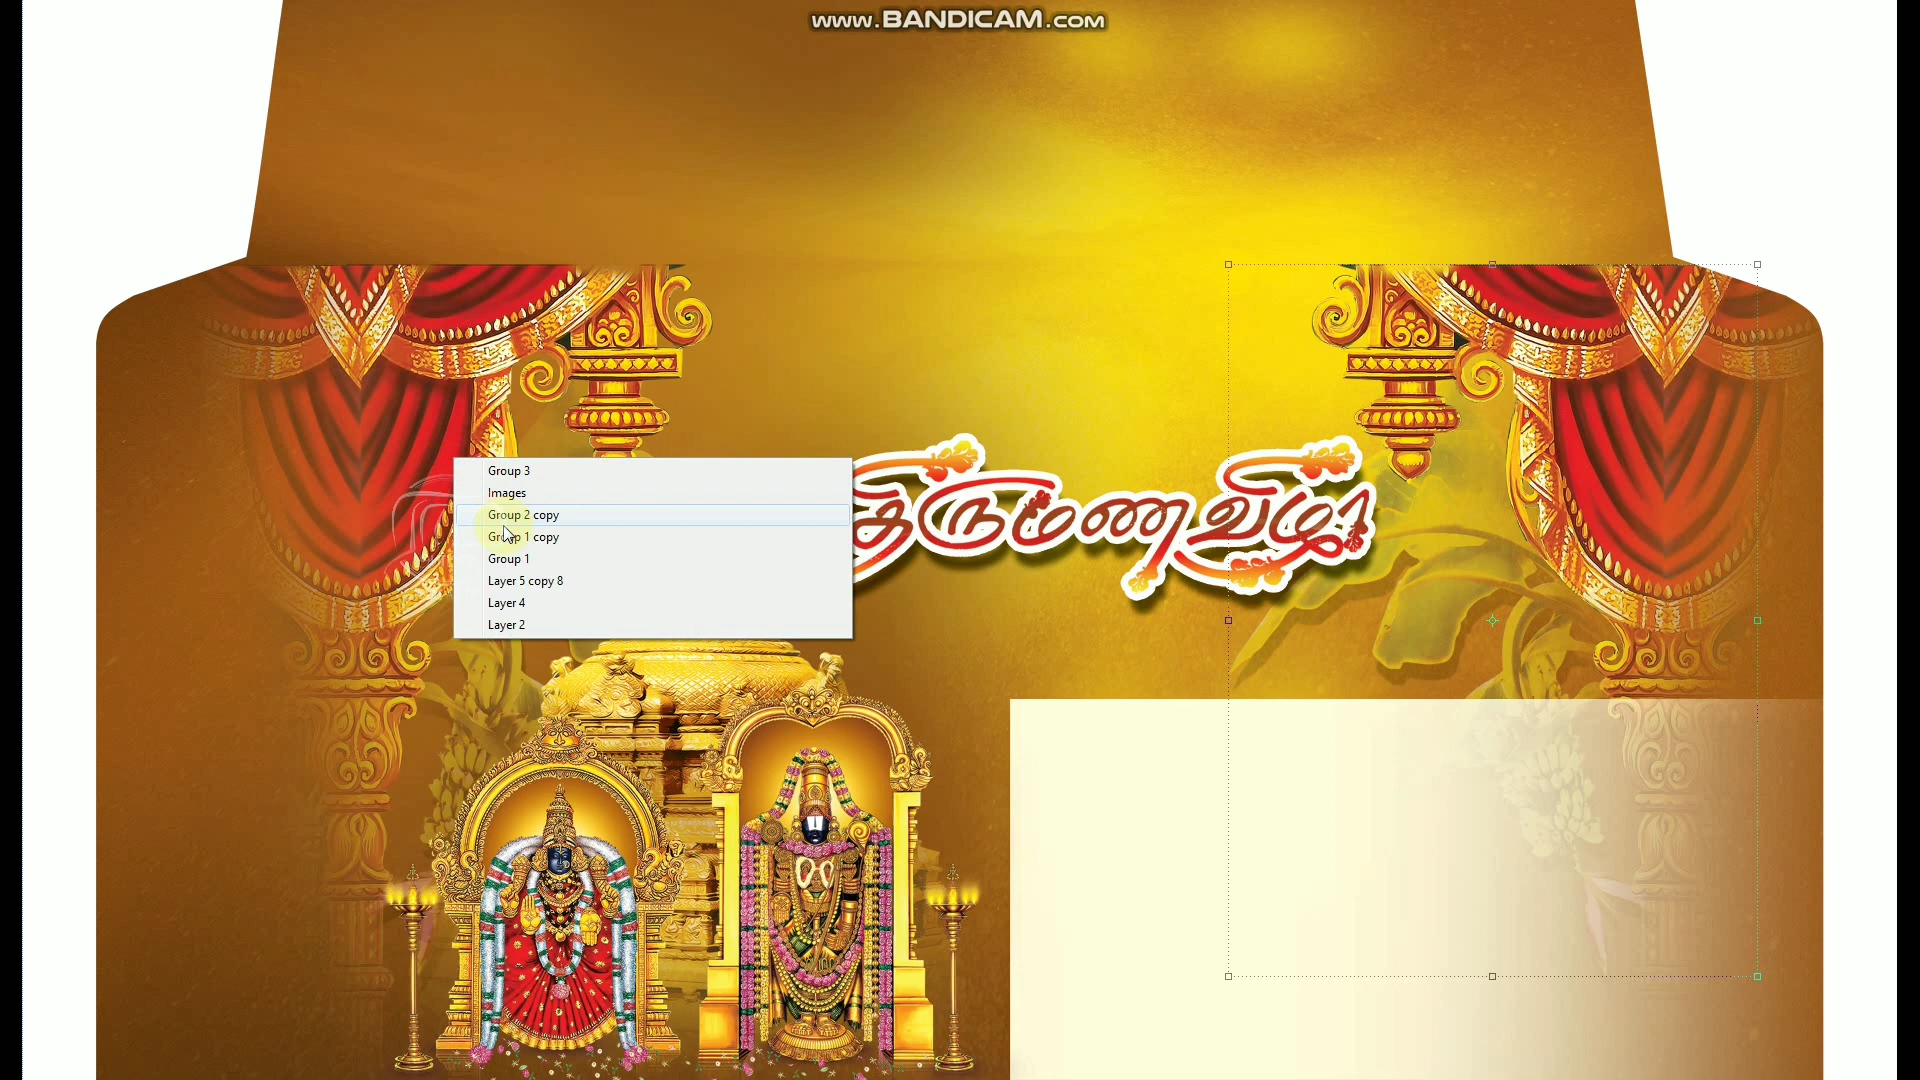 www.BANDICAM.com
Group 3
Images
Group 2 copy
Group 1 copy
Group 1
Layer 5 copy 8
Layer 4
Layer 2
திருமணவிழா